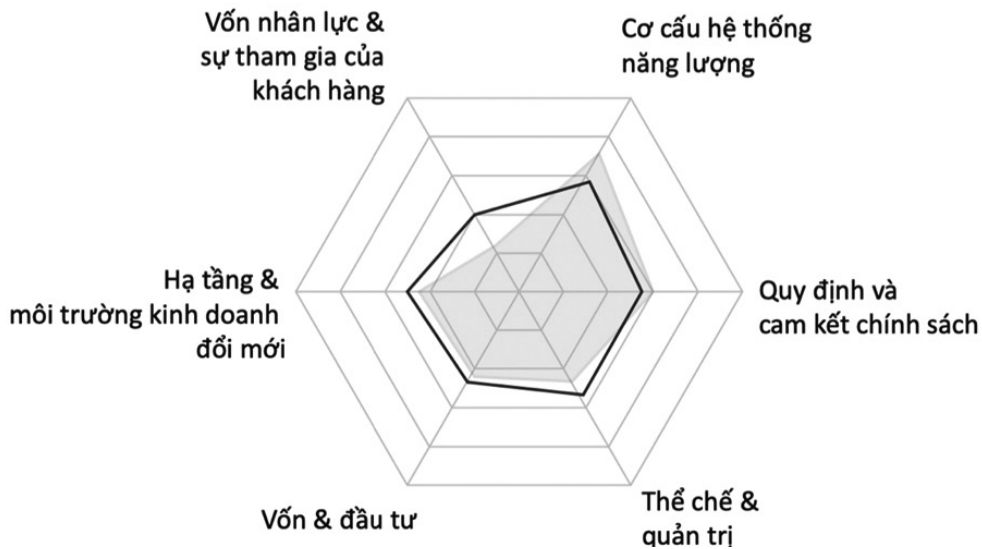 Vốn nhân lực &
sự tham gia của
khách hàng
Cơ cấu hệ thống
năng lượng
Hạ tầng &
môi trường kinh doanh
đổi mới
Quy định và
cam kết chính sách
Vốn & đầu tư
Thể chế &
quản trị